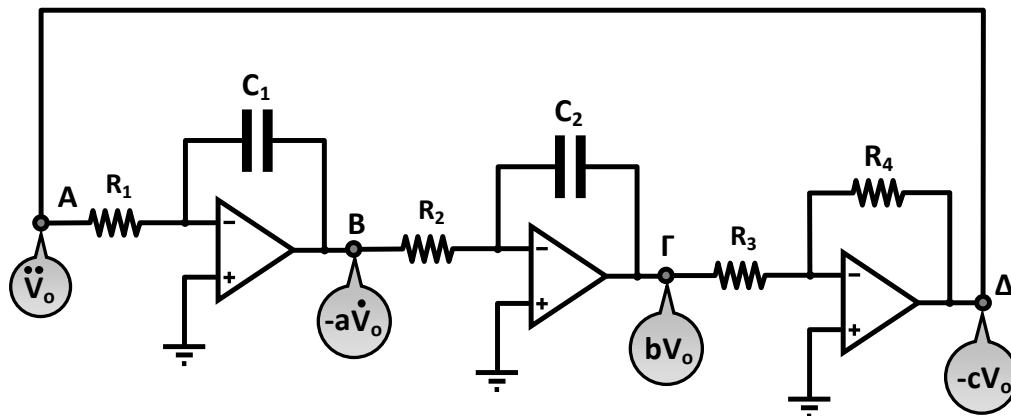 C₁
C₂
R₄
A
R₁
B
R₂
Γ
R₃
Δ
−
+
−
+
−
+
V̈ₒ
-aV̇ₒ
bVₒ
-cVₒ